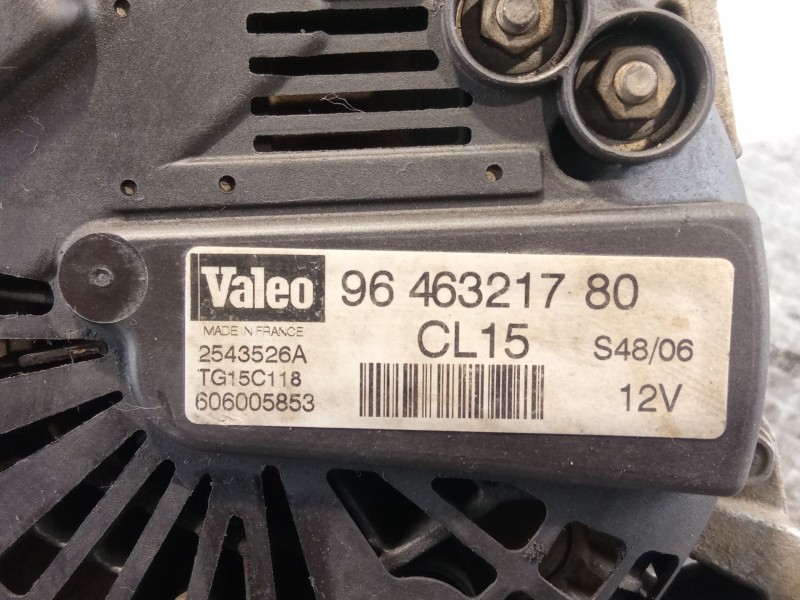 Valeo 96 463217 80
MADE IN FRANCE
CL15
S48/06
2543526A
TG15C118
606005853
12V